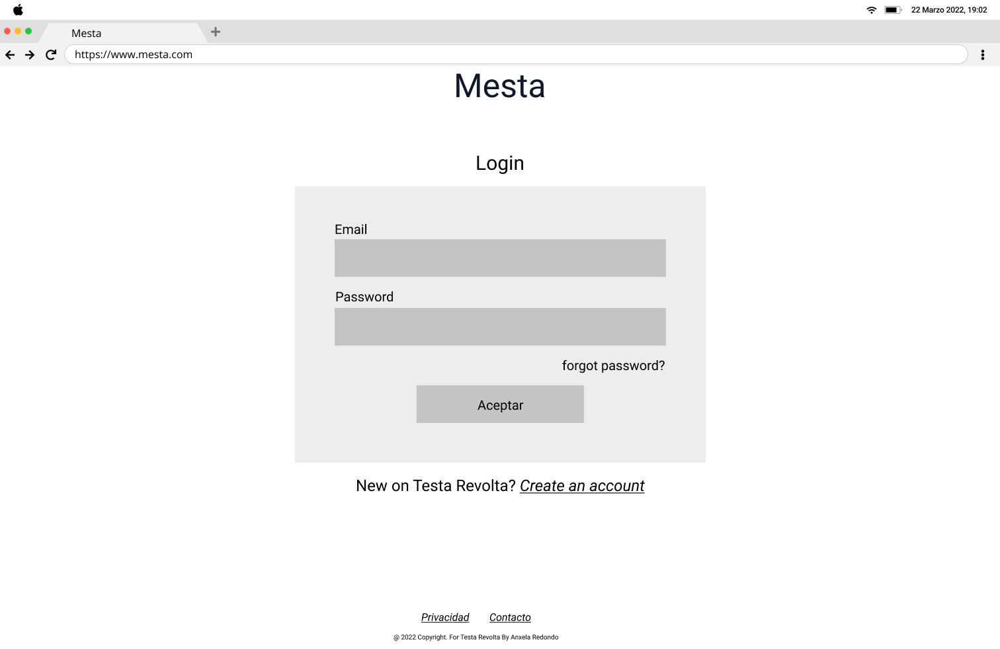 22 Marzo 2022, 19:02
Mesta
https://www.mesta.com
Mesta
Login
Email
Password
forgot password?
Aceptar
New on Testa Revolta? Create an account
Privacidad Contacto
@ 2022 Copyright. For Testa Revolta By Anxela Redondo